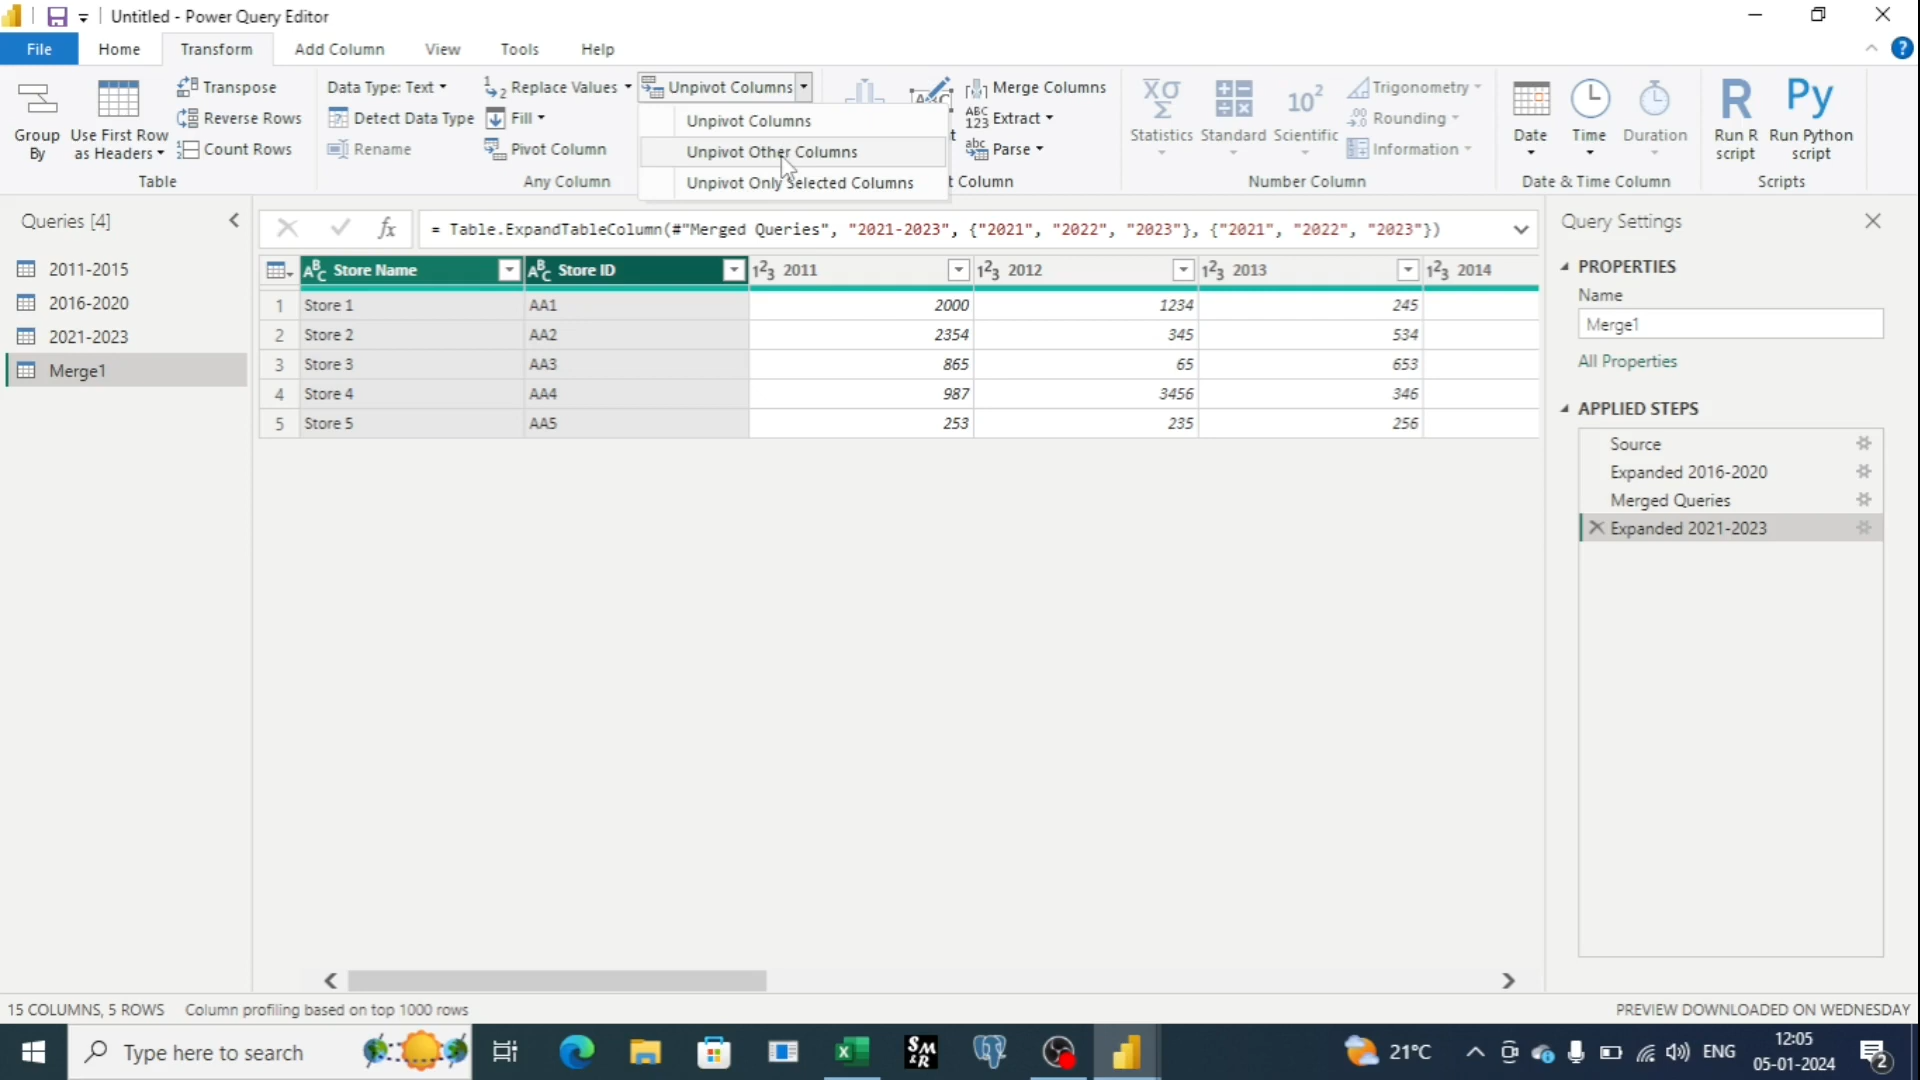 Untitled - Power Query Editor
File Home Transform Add Column View Tools Help
Group By
Use First Row as Headers
Transpose
Reverse Rows
Count Rows
Table
Data Type: Text
Detect Data Type
Rename
Replace Values
Fill
Pivot Column
Any Column
Unpivot Columns
Unpivot Columns
Unpivot Other Columns
Unpivot Only Selected Columns
Merge Columns
Extract
Parse
t Column
Statistics
Standard
Scientific
Trigonometry
Rounding
Information
Number Column
Date
Time
Duration
Date & Time Column
Run R script
Run Python script
Scripts
Queries [4]
2011-2015
2016-2020
2021-2023
Merge1
= Table.ExpandTableColumn(#"Merged Queries", "2021-2023", {"2021", "2022", "2023"}, {"2021", "2022", "2023"})
Store Name Store ID 2011 2012 2013 2014
1 Store 1 AA1 2000 1234 245
2 Store 2 AA2 2354 345 534
3 Store 3 AA3 865 65 653
4 Store 4 AA4 987 3456 346
5 Store 5 AA5 253 235 256
Query Settings
PROPERTIES
Name
Merge1
All Properties
APPLIED STEPS
Source
Expanded 2016-2020
Merged Queries
Expanded 2021-2023
15 COLUMNS, 5 ROWS Column profiling based on top 1000 rows
PREVIEW DOWNLOADED ON WEDNESDAY
Type here to search
21°C
ENG
12:05
05-01-2024
2